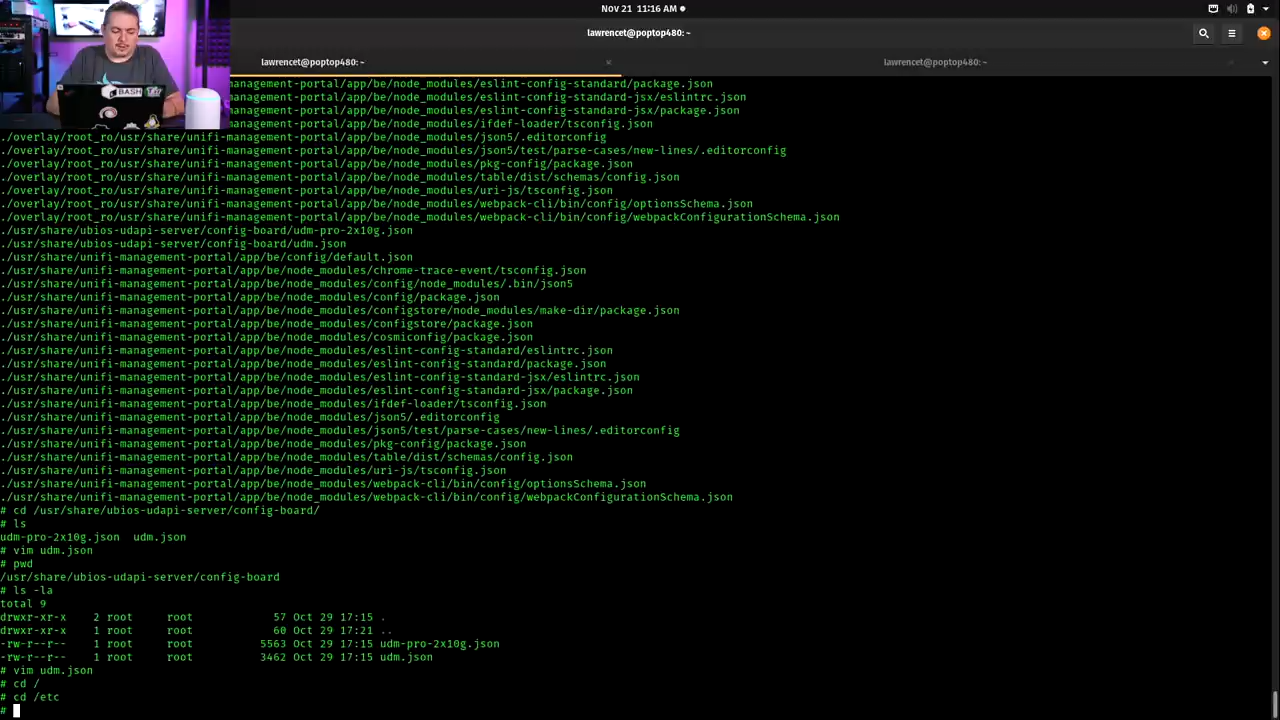 Nov 21 11:16 AM
lawrencet@poptop480: ~
lawrencet@poptop480: ~
lawrencet@poptop480: ~
BASH
-management-portal/app/be/node_modules/eslint-config-standard/package.json
-management-portal/app/be/node_modules/eslint-config-standard-jsx/eslintrc.json
-management-portal/app/be/node_modules/eslint-config-standard-jsx/package.json
-management-portal/app/be/node_modules/ifdef-loader/tsconfig.json
./overlay/root_ro/usr/share/unifi-management-portal/app/be/node_modules/json5/.editorconfig
./overlay/root_ro/usr/share/unifi-management-portal/app/be/node_modules/json5/test/parse-cases/new-lines/.editorconfig
./overlay/root_ro/usr/share/unifi-management-portal/app/be/node_modules/pkg-config/package.json
./overlay/root_ro/usr/share/unifi-management-portal/app/be/node_modules/table/dist/schemas/config.json
./overlay/root_ro/usr/share/unifi-management-portal/app/be/node_modules/uri-js/tsconfig.json
./overlay/root_ro/usr/share/unifi-management-portal/app/be/node_modules/webpack-cli/bin/config/optionsSchema.json
./overlay/root_ro/usr/share/unifi-management-portal/app/be/node_modules/webpack-cli/bin/config/webpackConfigurationSchema.json
./usr/share/ubios-udapi-server/config-board/udm-pro-2x10g.json
./usr/share/ubios-udapi-server/config-board/udm.json
./usr/share/unifi-management-portal/app/be/config/default.json
./usr/share/unifi-management-portal/app/be/node_modules/chrome-trace-event/tsconfig.json
./usr/share/unifi-management-portal/app/be/node_modules/config/node_modules/.bin/json5
./usr/share/unifi-management-portal/app/be/node_modules/config/package.json
./usr/share/unifi-management-portal/app/be/node_modules/configstore/node_modules/make-dir/package.json
./usr/share/unifi-management-portal/app/be/node_modules/configstore/package.json
./usr/share/unifi-management-portal/app/be/node_modules/cosmiconfig/package.json
./usr/share/unifi-management-portal/app/be/node_modules/eslint-config-standard/eslintrc.json
./usr/share/unifi-management-portal/app/be/node_modules/eslint-config-standard/package.json
./usr/share/unifi-management-portal/app/be/node_modules/eslint-config-standard-jsx/eslintrc.json
./usr/share/unifi-management-portal/app/be/node_modules/eslint-config-standard-jsx/package.json
./usr/share/unifi-management-portal/app/be/node_modules/ifdef-loader/tsconfig.json
./usr/share/unifi-management-portal/app/be/node_modules/json5/.editorconfig
./usr/share/unifi-management-portal/app/be/node_modules/json5/test/parse-cases/new-lines/.editorconfig
./usr/share/unifi-management-portal/app/be/node_modules/pkg-config/package.json
./usr/share/unifi-management-portal/app/be/node_modules/table/dist/schemas/config.json
./usr/share/unifi-management-portal/app/be/node_modules/uri-js/tsconfig.json
./usr/share/unifi-management-portal/app/be/node_modules/webpack-cli/bin/config/optionsSchema.json
./usr/share/unifi-management-portal/app/be/node_modules/webpack-cli/bin/config/webpackConfigurationSchema.json
# cd /usr/share/ubios-udapi-server/config-board/
# ls
udm-pro-2x10g.json  udm.json
# vim udm.json
# pwd
/usr/share/ubios-udapi-server/config-board
# ls -la
total 9
drwxr-xr-x    2 root     root            57 Oct 29 17:15 .
drwxr-xr-x    1 root     root            60 Oct 29 17:21 ..
-rw-r--r--    1 root     root          5563 Oct 29 17:15 udm-pro-2x10g.json
-rw-r--r--    1 root     root          3462 Oct 29 17:15 udm.json
# vim udm.json
# cd /
# cd /etc
#